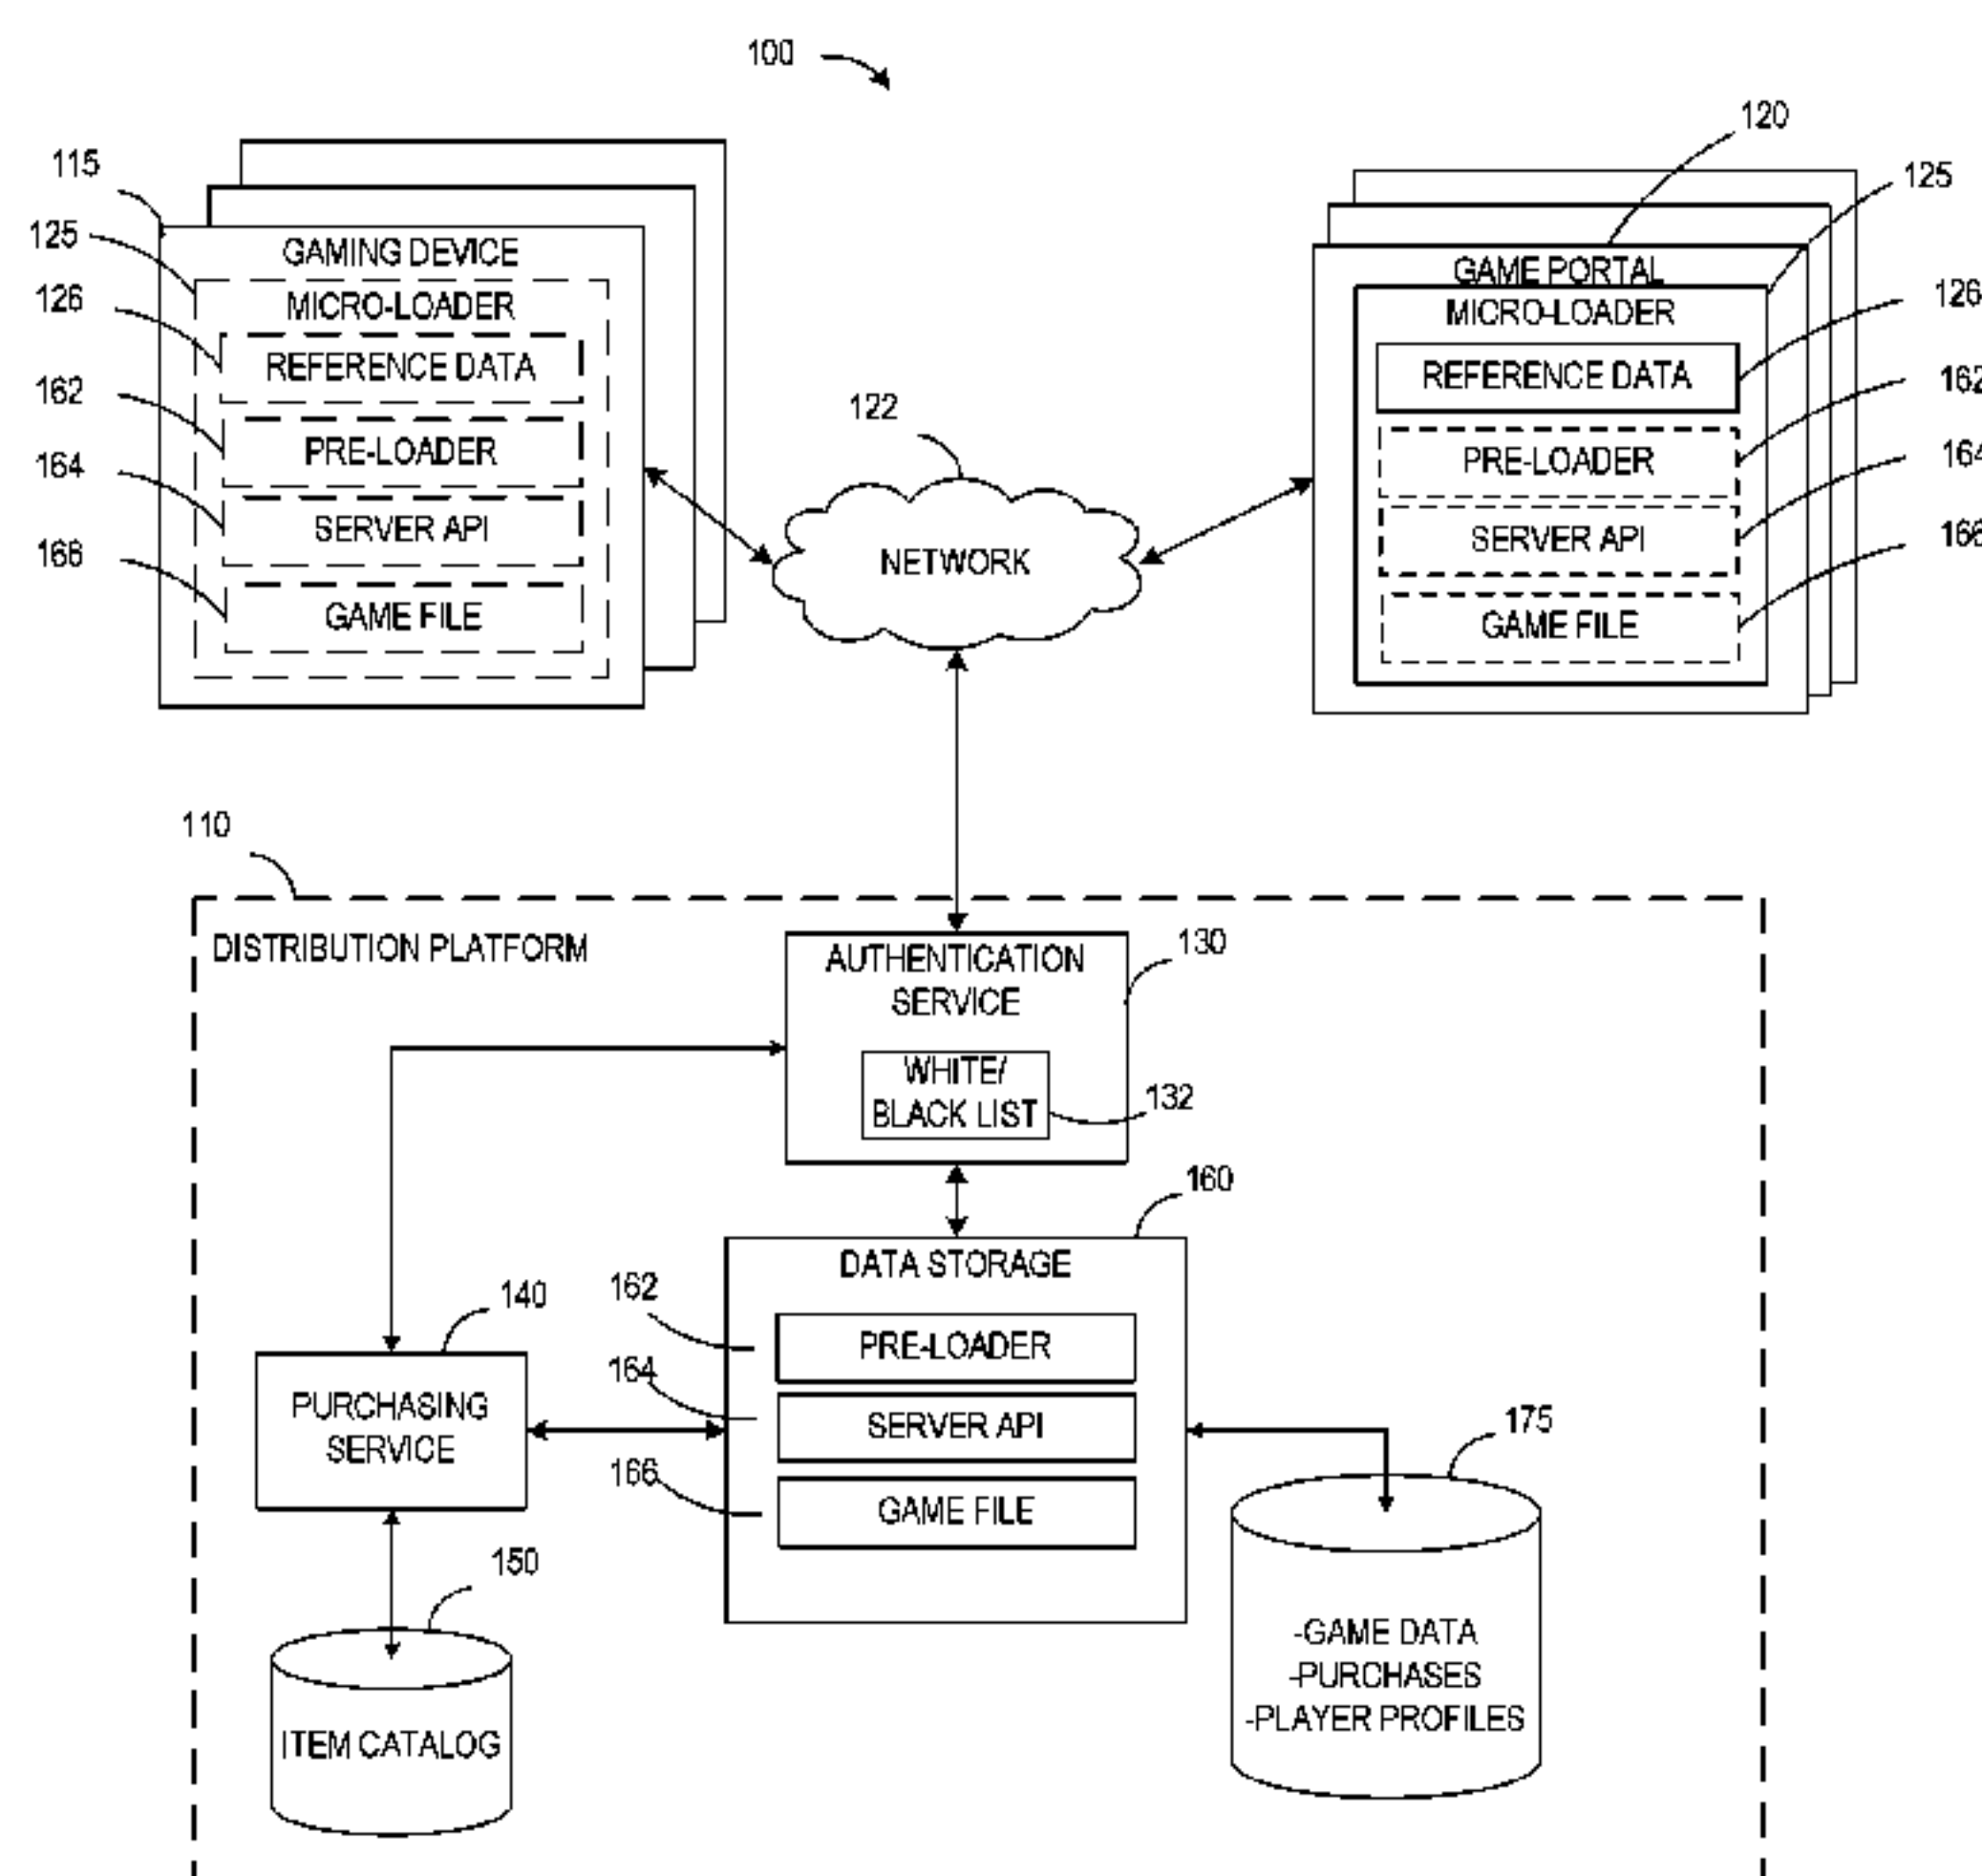 100
115
125
126
162
164
166
GAMING DEVICE
MICRO-LOADER
REFERENCE DATA
PRE-LOADER
SERVER API
GAME FILE
122
NETWORK
120
125
126
162
164
166
GAME PORTAL
MICRO-LOADER
REFERENCE DATA
PRE-LOADER
SERVER API
GAME FILE
110
DISTRIBUTION PLATFORM
AUTHENTICATION
SERVICE
130
WHITE/
BLACK LIST
132
160
DATA STORAGE
162
PRE-LOADER
164
SERVER API
166
GAME FILE
140
PURCHASING
SERVICE
150
ITEM CATALOG
175
-GAME DATA
-PURCHASES
-PLAYER PROFILES